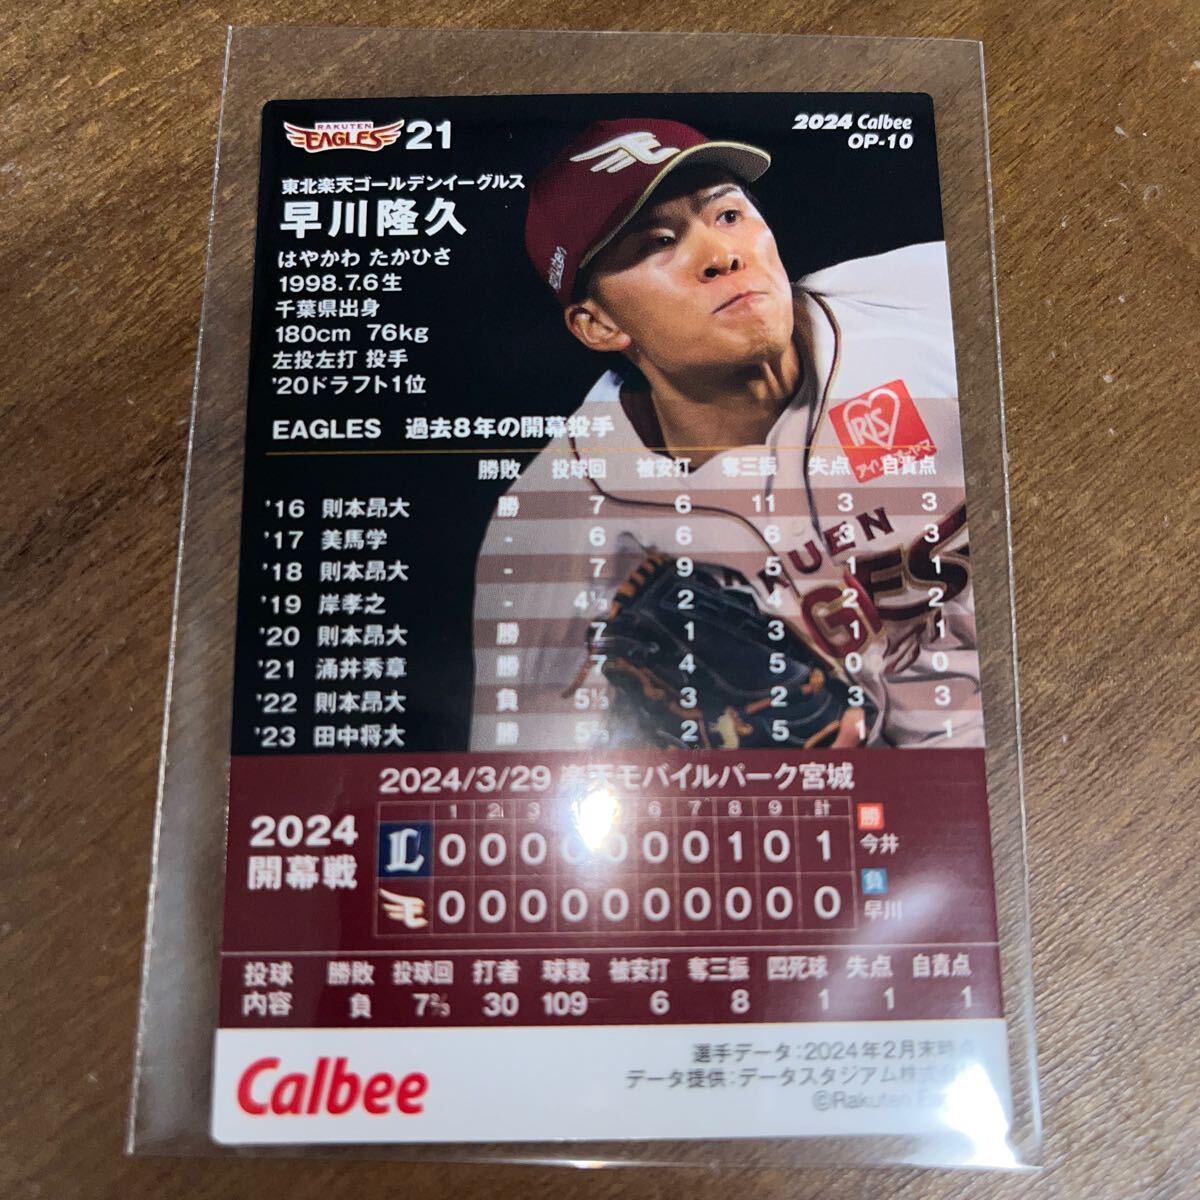 RAKUTEN
EAGLES 21
2024 Calbee
OP-10
東北楽天ゴールデンイーグルス
早川隆久
はやかわ たかひさ
1998.7.6生
千葉県出身
180cm 76kg
左投左打 投手
'20ドラフト1位
IRIS
EAGLES 過去8年の開幕投手
勝敗 投球回 被安打 奪三振 失点 自責点
'16 則本昂大 勝 7 6 11 3 3
'17 美馬学 - 6 6 6 3 3
'18 則本昂大 - 7 9 5 1 1
'19 岸孝之 - 4⅓ 2 4 2 2
'20 則本昂大 勝 7 1 3 1 1
'21 涌井秀章 勝 7 4 5 0 0
'22 則本昂大 負 5⅓ 3 2 3 3
'23 田中将大 勝 5⅔ 2 5 1 1
2024/3/29 楽天モバイルパーク宮城
2024
開幕戦
1 2 3 6 7 8 9 計
L 0 0 0 0 0 0 0 1 0 1
E 0 0 0 0 0 0 0 0 0 0
勝
今井
負
早川
投球内容 勝敗 投球回 打者 球数 被安打 奪三振 四死球 失点 自責点
負 7⅔ 30 109 6 8 1 1 1
Calbee
選手データ:2024年2月末時点
データ提供:データスタジアム株式
©Rakuten